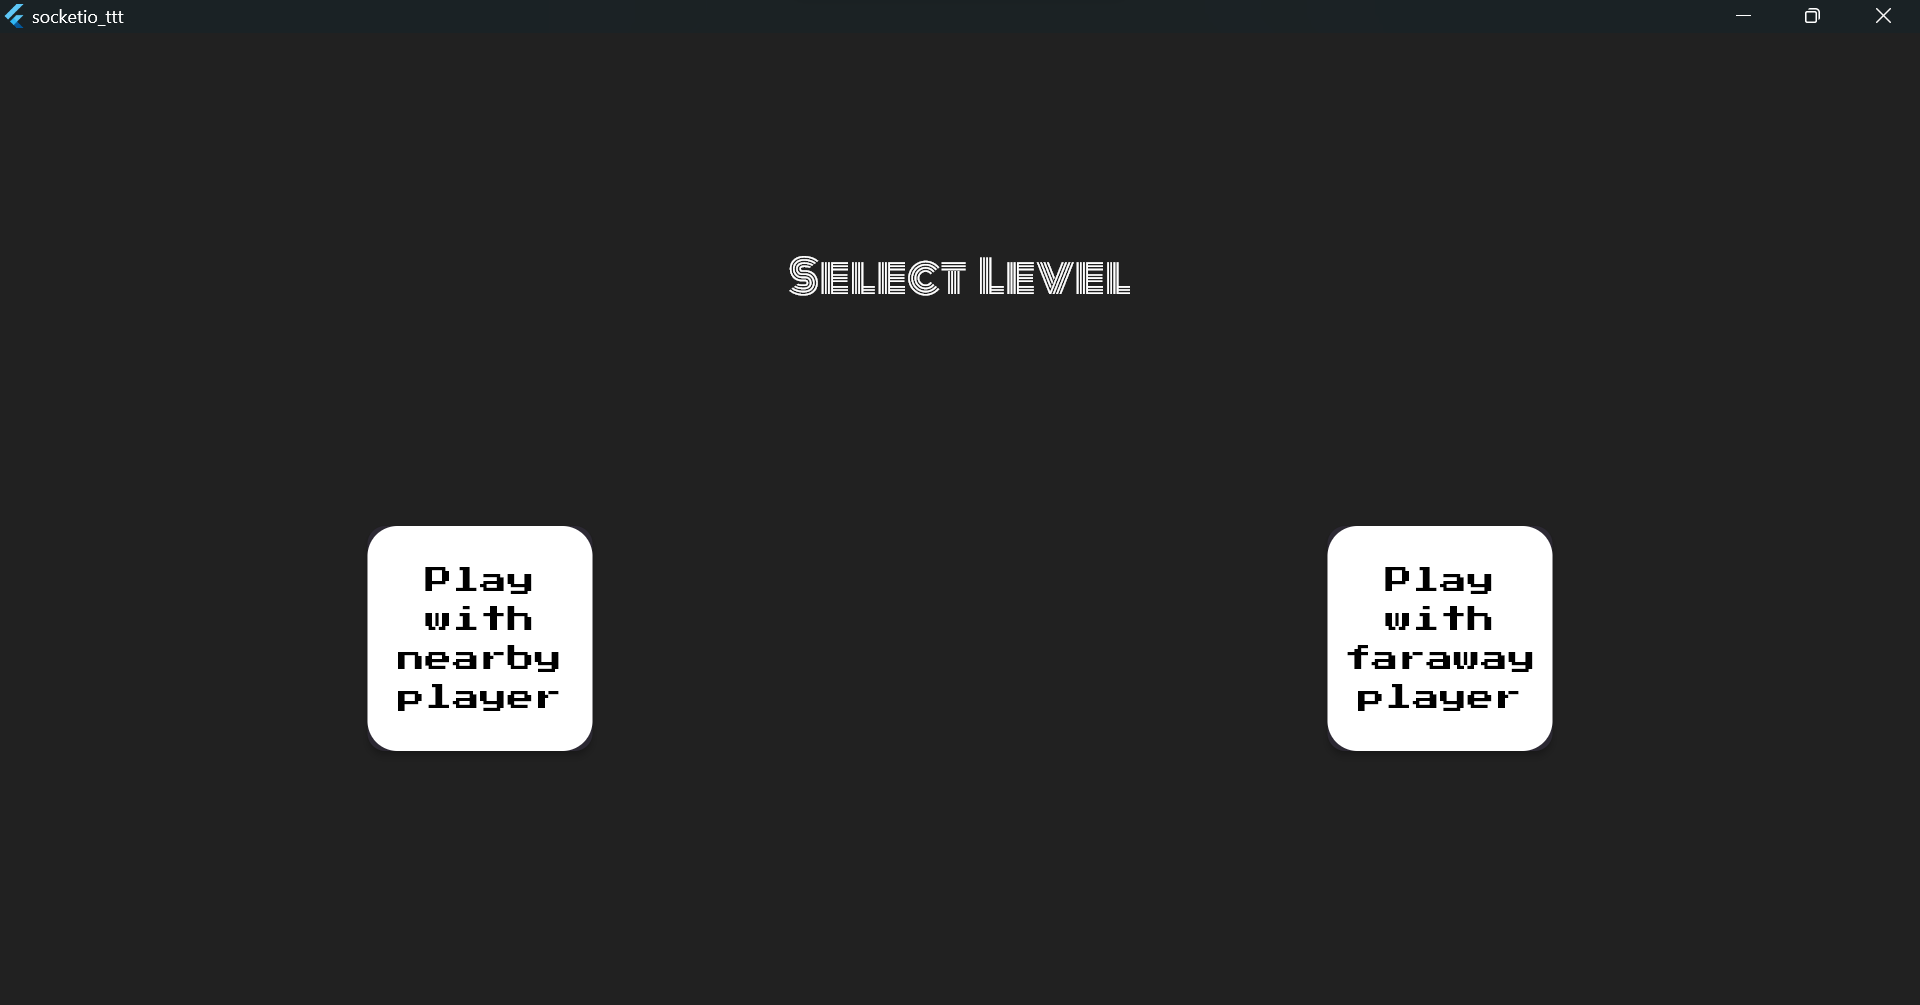 socketio_ttt
Select Level
Play
with
nearby
player
Play
with
faraway
player